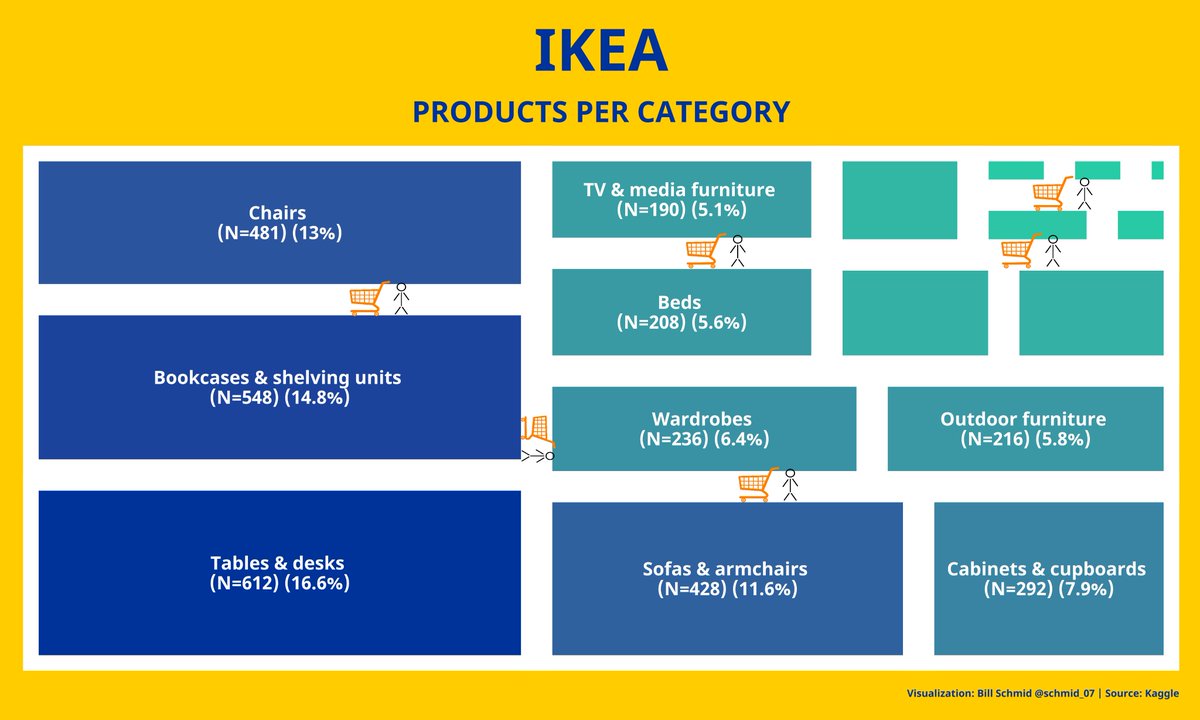 IKEA
PRODUCTS PER CATEGORY
Chairs
(N=481) (13%)
Bookcases & shelving units
(N=548) (14.8%)
Tables & desks
(N=612) (16.6%)
TV & media furniture
(N=190) (5.1%)
Beds
(N=208) (5.6%)
Wardrobes
(N=236) (6.4%)
Outdoor furniture
(N=216) (5.8%)
Sofas & armchairs
(N=428) (11.6%)
Cabinets & cupboards
(N=292) (7.9%)
Visualization: Bill Schmid @schmid_07 | Source: Kaggle